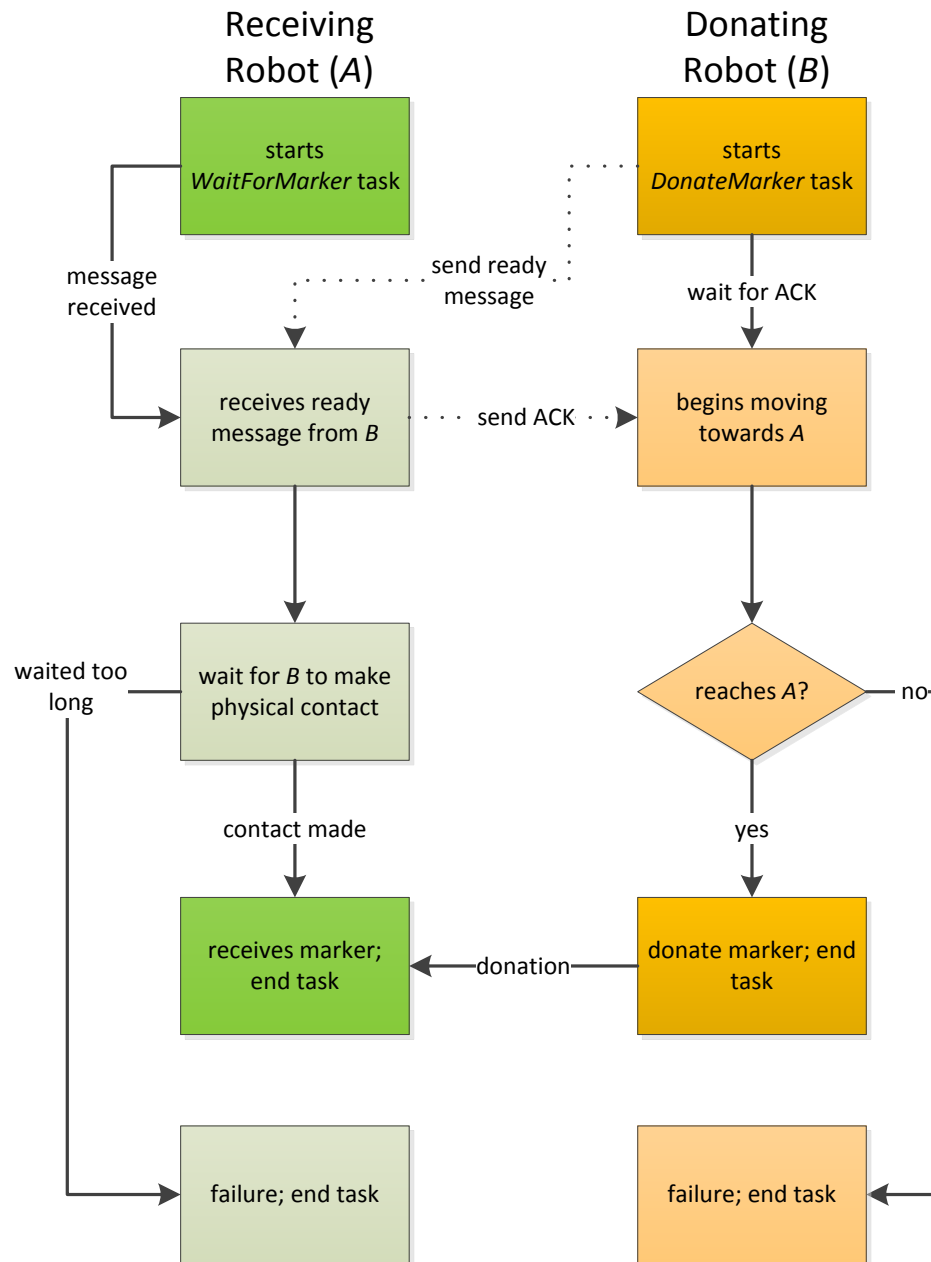 Receiving
Robot (A)
Donating
Robot (B)
starts
WaitForMarker task
starts
DonateMarker task
message
received
send ready
message
wait for ACK
receives ready
message from B
send ACK
begins moving
towards A
waited too
long
wait for B to make
physical contact
reaches A?
no
contact made
yes
receives marker;
end task
donation
donate marker; end
task
failure; end task
failure; end task